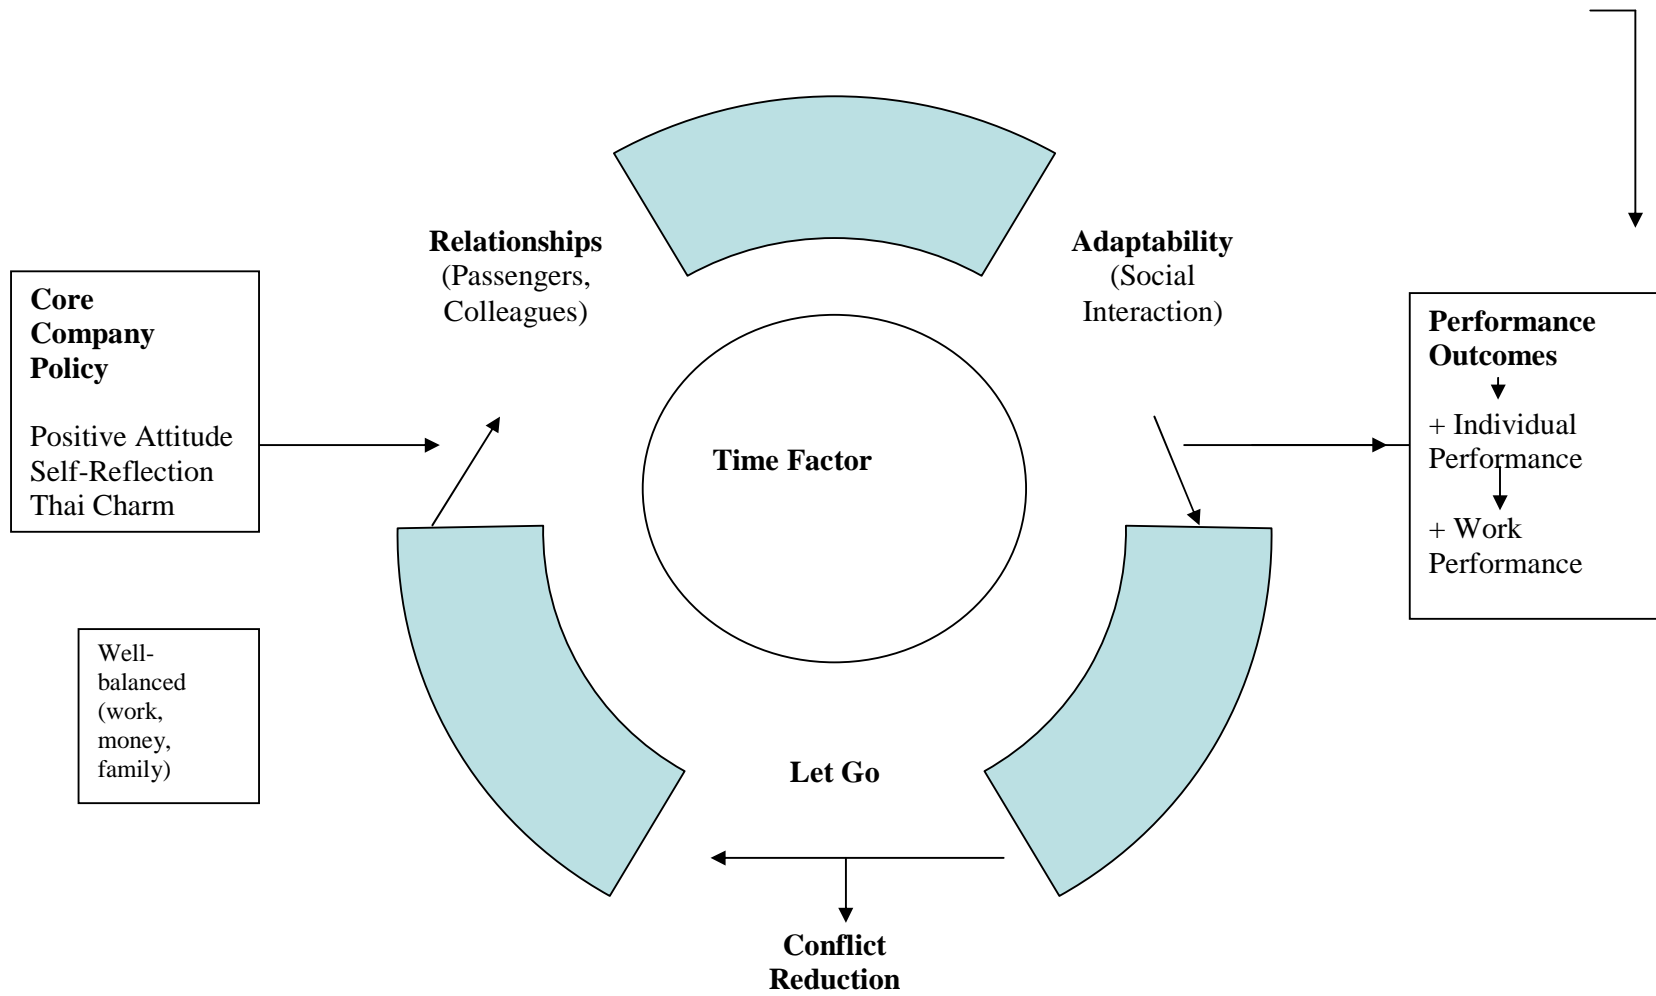 Relationships
(Passengers,
Colleagues)
Adaptability
(Social
Interaction)
Core
Company
Policy
Positive Attitude
Self-Reflection
Thai Charm
Time Factor
Performance
Outcomes
+ Individual
Performance
+ Work
Performance
Well-
balanced
(work,
money,
family)
Let Go
Conflict
Reduction